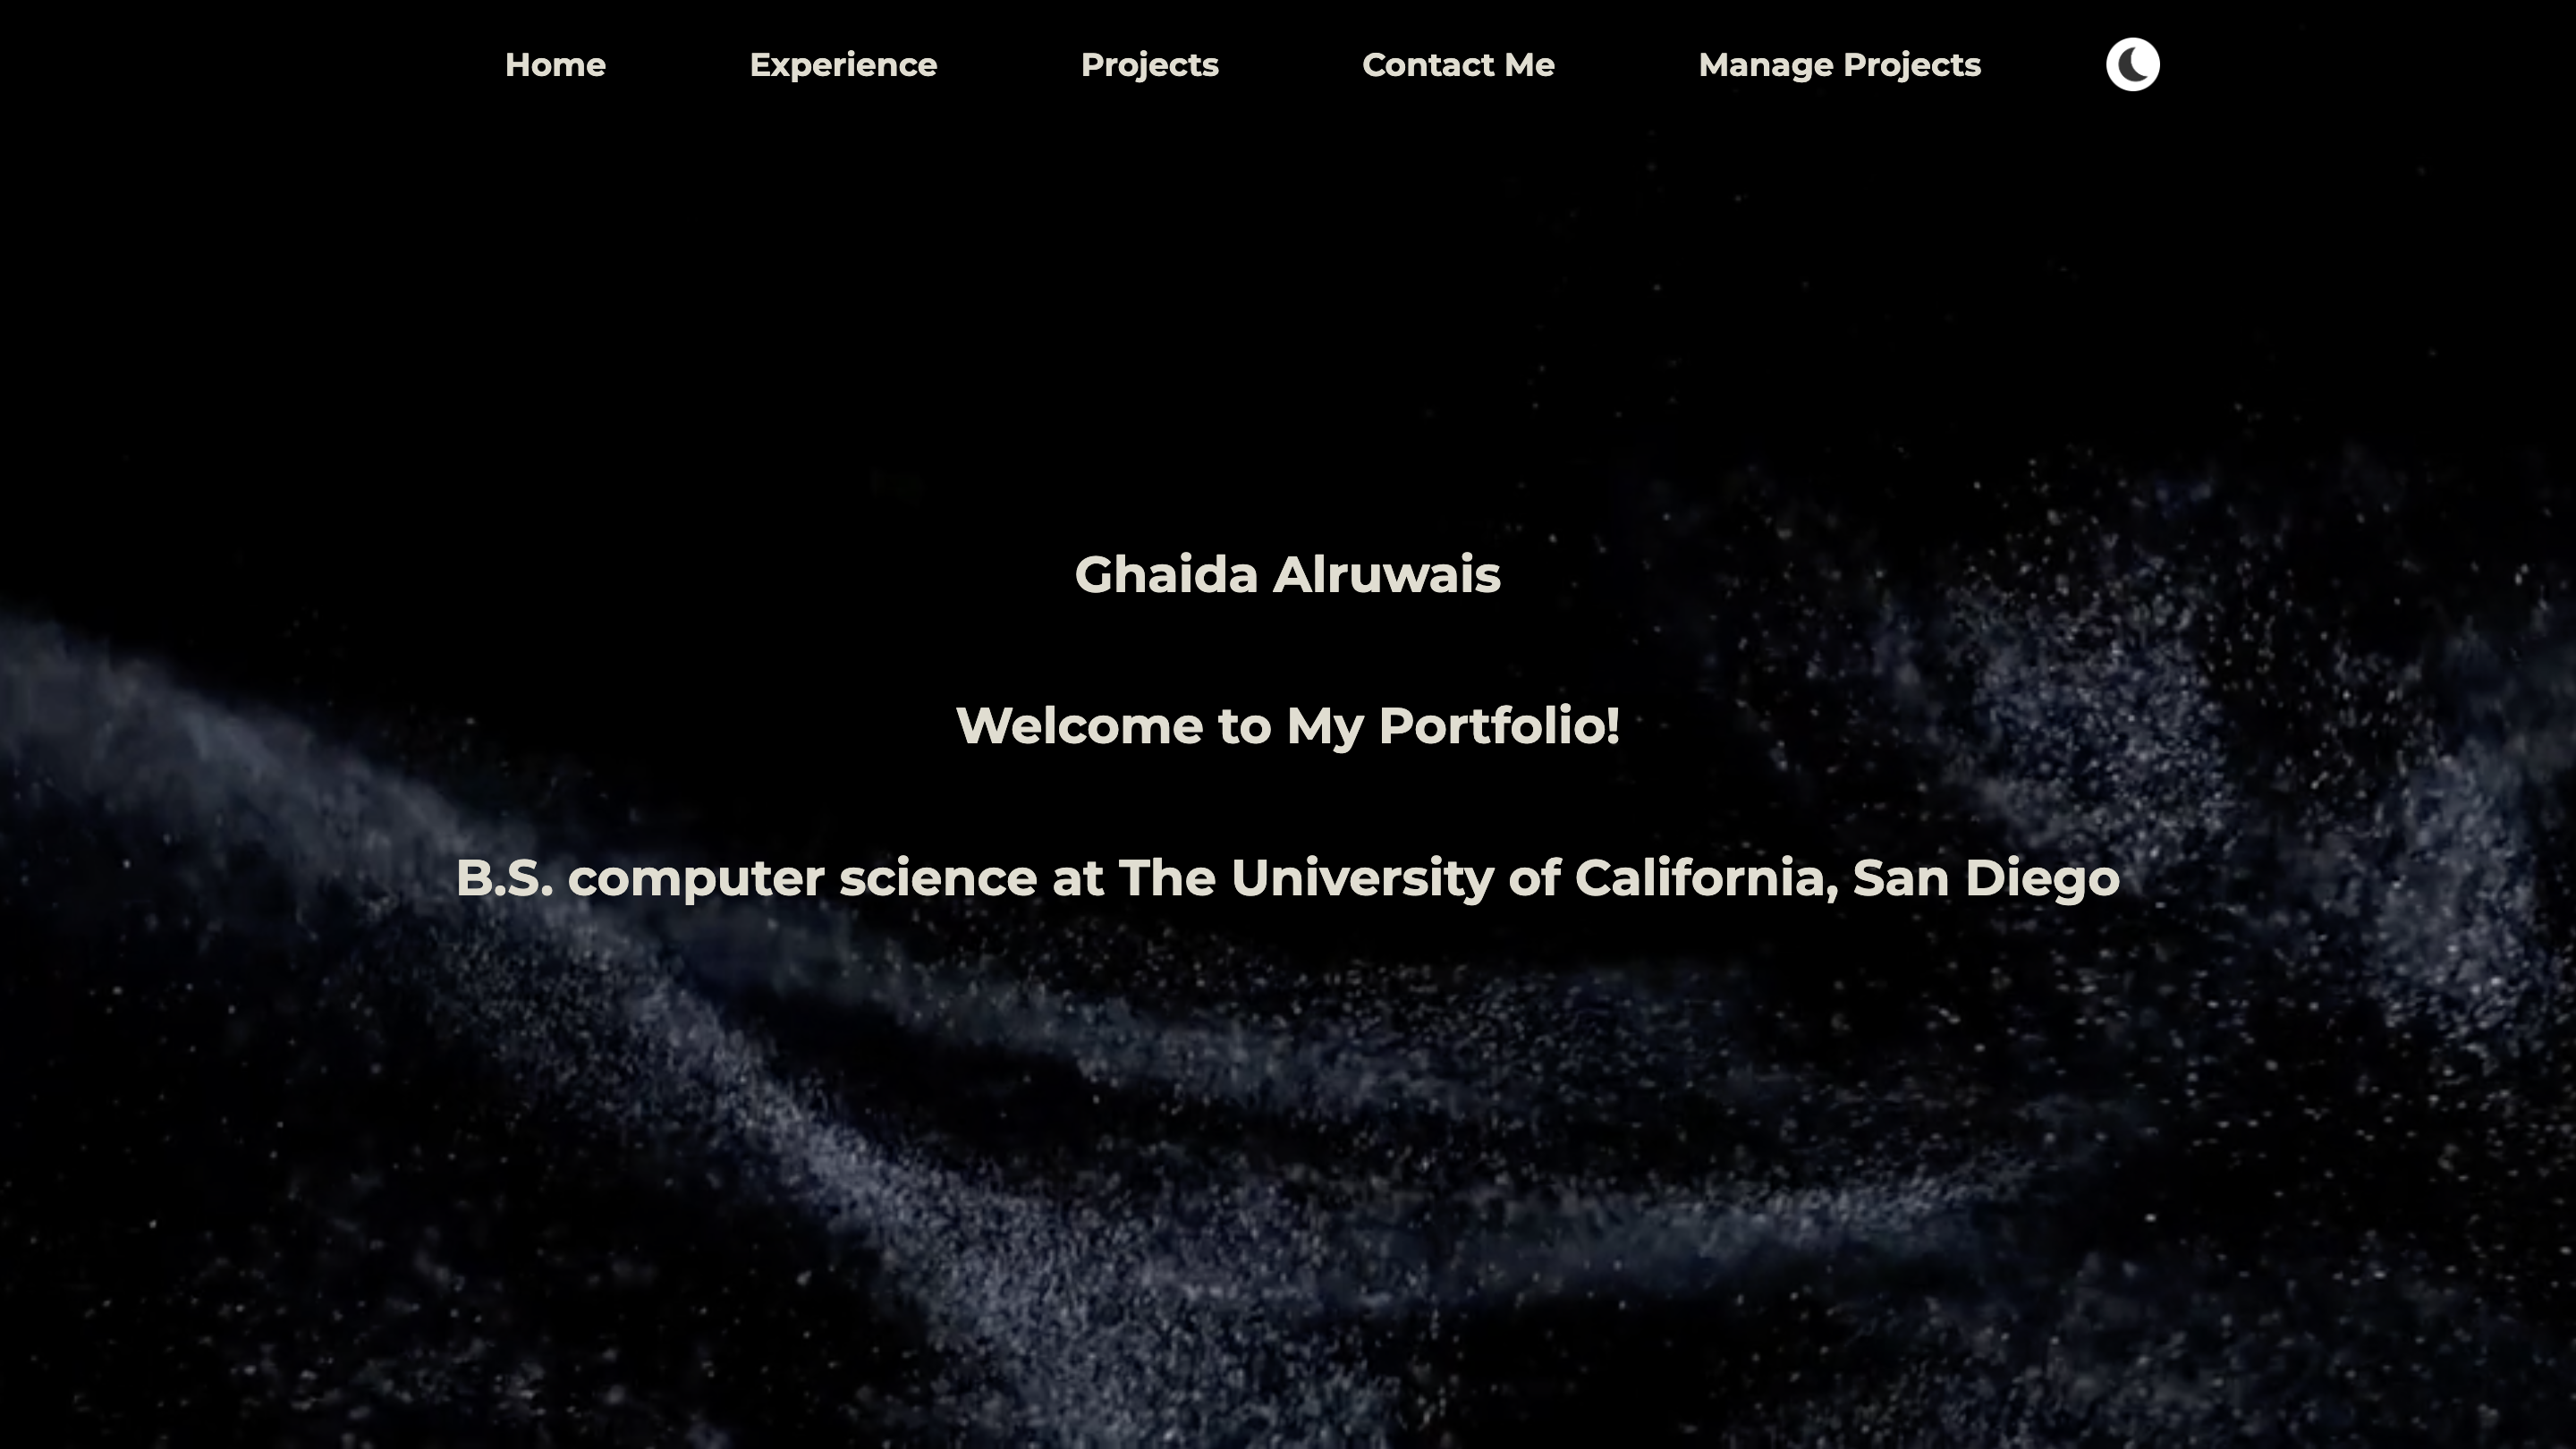 Home Experience Projects Contact Me Manage Projects
Ghaida Alruwais
Welcome to My Portfolio!
B.S. computer science at The University of California, San Diego